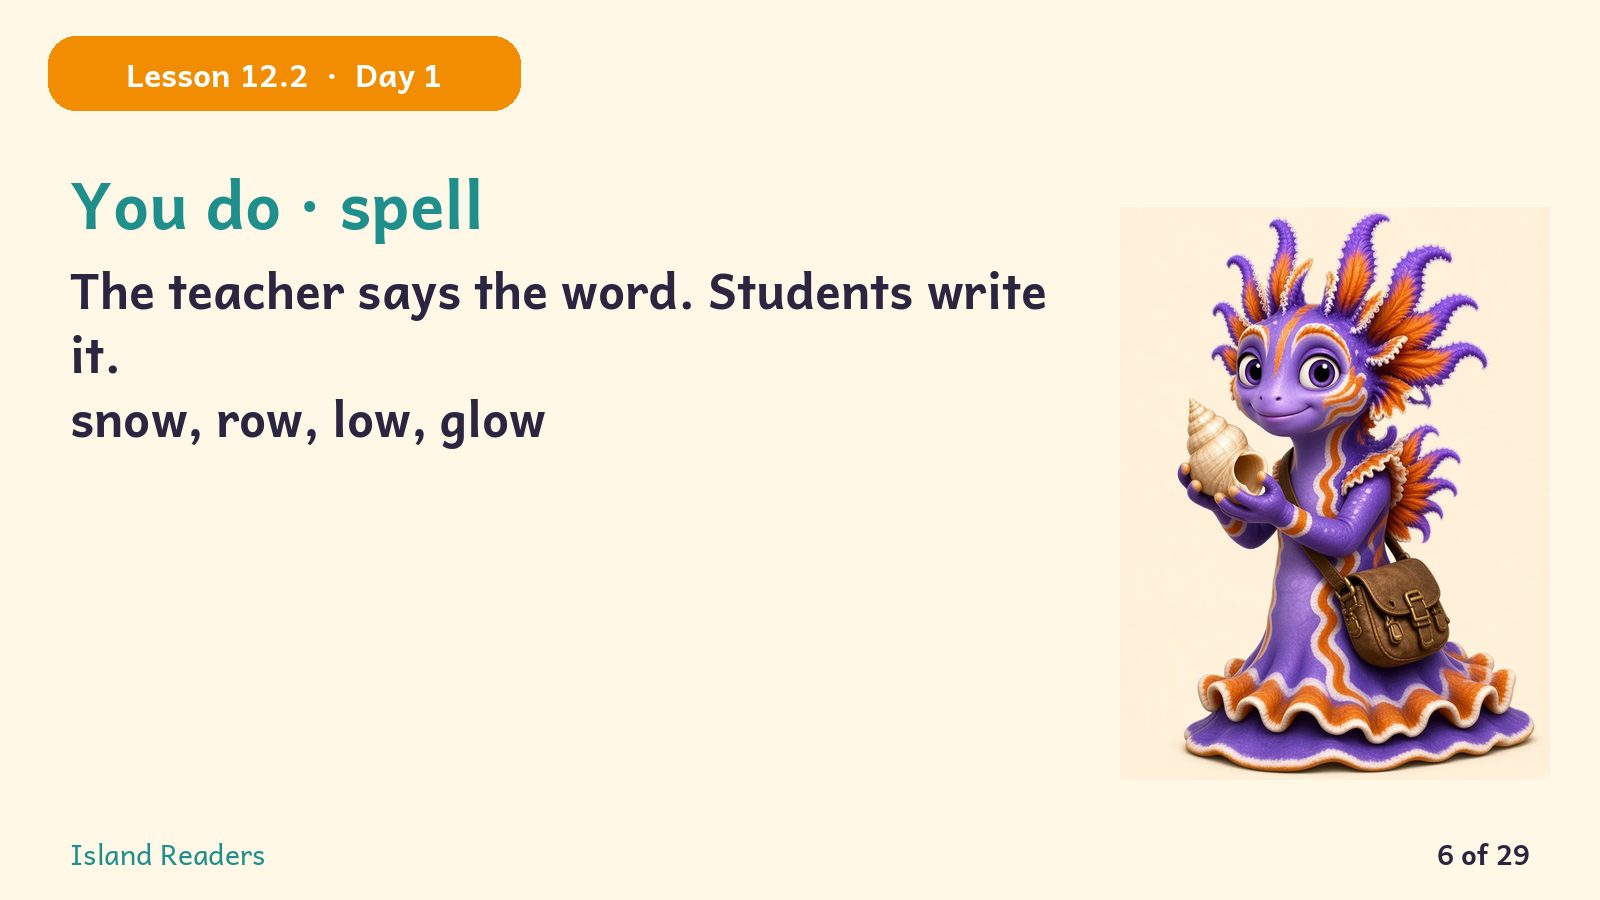 Lesson 12.2 · Day 1
You do · spell
The teacher says the word. Students write
it.
snow, row, low, glow
Island Readers
6 of 29